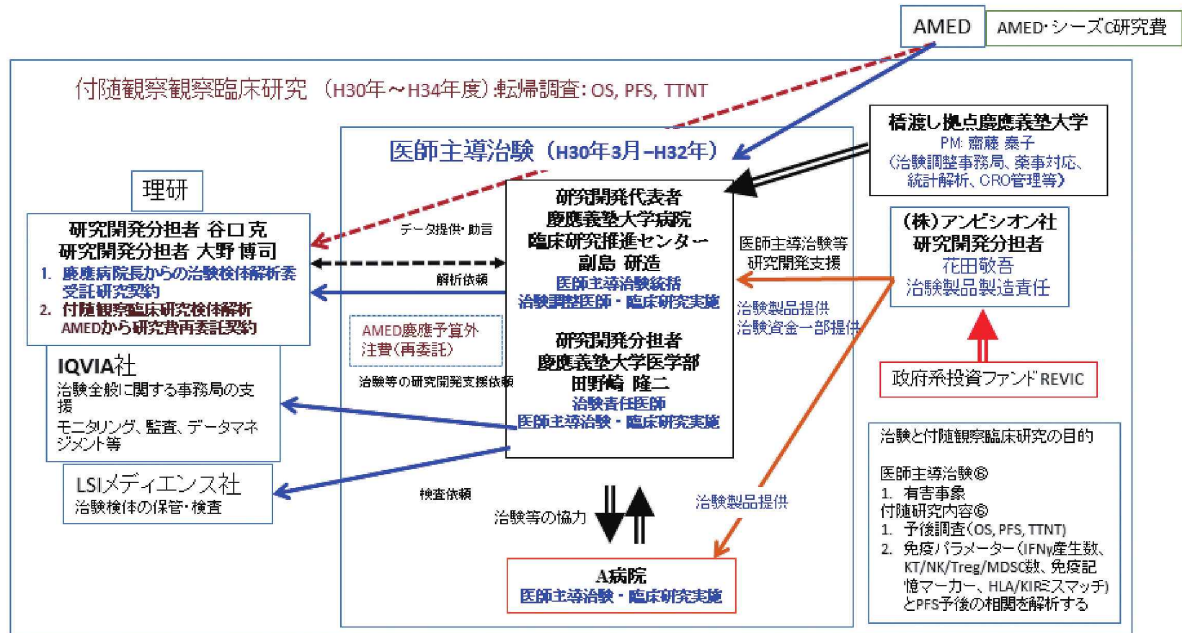 AMED
AMED・シーズC研究費
付随観察観察臨床研究 （H30年～H34年度）:転帰調査: OS, PFS, TTNT
橋渡し拠点慶應義塾大学
PM: 齋藤 泰子
（治験調整事務局、薬事対応、
統計解析、CRO管理等）
医師主導治験（H30年3月−H32年）
理研
研究開発分担者 谷口 克
研究開発分担者 大野 博司
1. 慶應病院長からの治験検体解析委
受託研究契約
2. 付随観察臨床研究検体解析
AMEDから研究費再委託契約
データ提供・助言
解析依頼
研究開発代表者
慶應義塾大学病院
臨床研究推進センター
副島 研造
医師主導治験統括
治験調整医師・臨床研究実施
研究開発分担者
慶應義塾大学医学部
田野崎 隆二
治験責任医師
医師主導治験・臨床研究実施
医師主導治験等
研究開発支援
治験製品提供
治験資金一部提供
（株）アンビシオン社
研究開発分担者
花田敬吾
治験製品製造責任
AMED慶應予算外
注費（再委託）
治験等の研究開発支援依頼
IQVIA社
治験全般に関する事務局の支
援
モニタリング、監査、データマネ
ジメント等
政府系投資ファンドREVIC
LSIメディエンス社
治験検体の保管・検査
検査依頼
治験等の協力
治験製品提供
A病院
医師主導治験・臨床研究実施
治験と付随観察臨床研究の目的
医師主導治験⑥
1. 有害事象
付随研究内容⑥
1. 予後調査（OS, PFS, TTNT）
2. 免疫パラメーター（IFNγ産生数、
KT/NK/Treg/MDSC数、免疫記
憶マーカー、HLA/KIRミスマッチ）
とPFS予後の相関を解析する